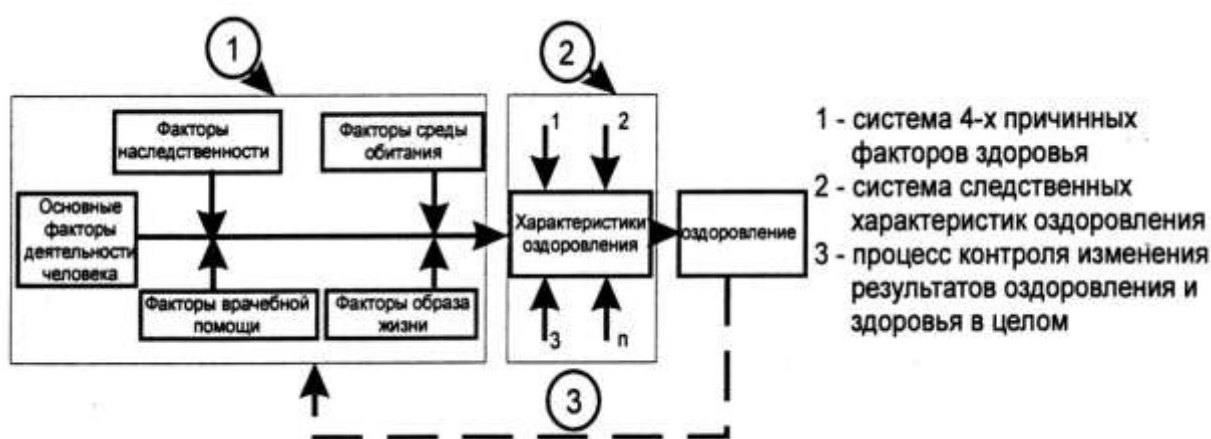 1
2
Факторы
наследственности
Факторы среды
обитания
Основные
факторы
деятельности
человека
Факторы врачебной
помощи
Факторы образа
жизни
1
2
Характеристики
оздоровления
3
n
оздоровление
3
1 - система 4-х причинных
факторов здоровья
2 - система следственных
характеристик оздоровления
3 - процесс контроля изменения
результатов оздоровления и
здоровья в целом